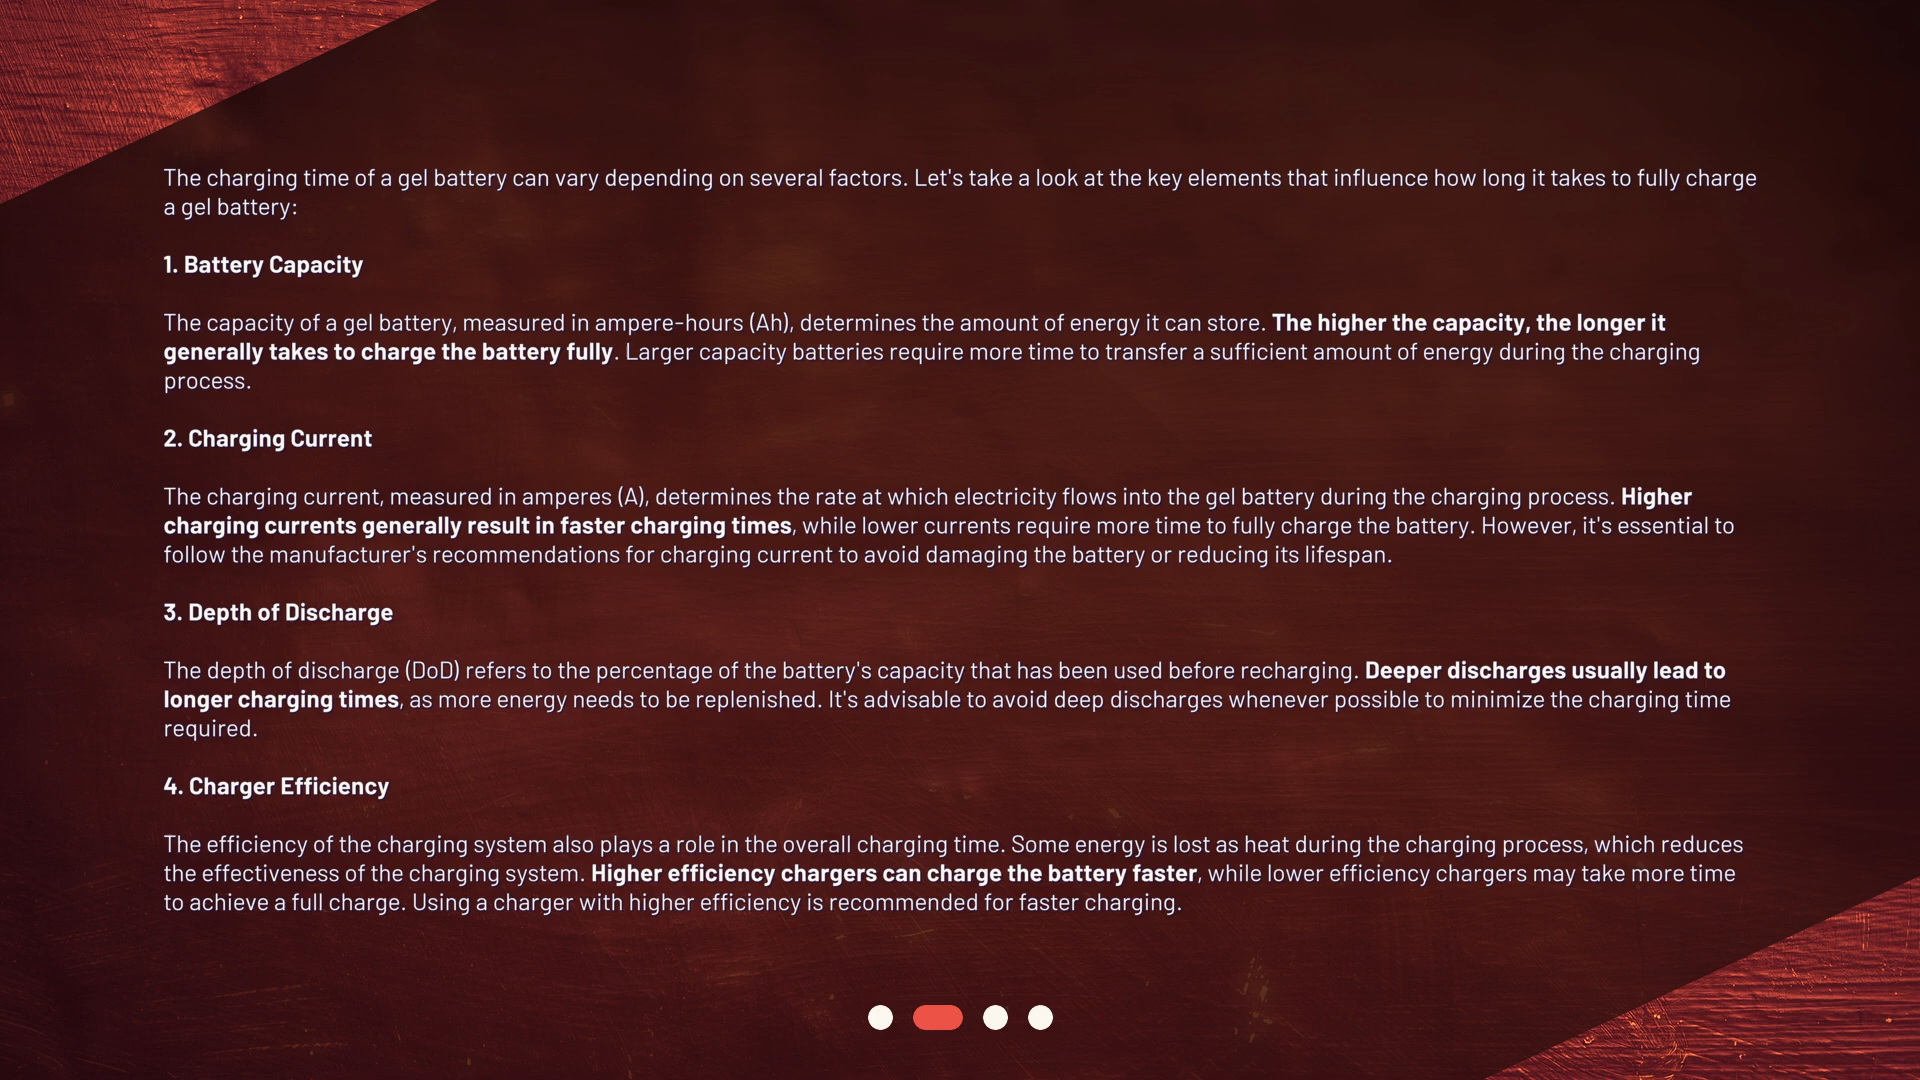 The charging time of a gel battery can vary depending on several factors. Let's take a look at the key elements that influence how long it takes to fully charge
a gel battery:
1. Battery Capacity
The capacity of a gel battery, measured in ampere-hours (Ah), determines the amount of energy it can store. The higher the capacity, the longer it
generally takes to charge the battery fully. Larger capacity batteries require more time to transfer a sufficient amount of energy during the charging
process.
2. Charging Current
The charging current, measured in amperes (A), determines the rate at which electricity flows into the gel battery during the charging process. Higher
charging currents generally result in faster charging times, while lower currents require more time to fully charge the battery. However, it's essential to
follow the manufacturer's recommendations for charging current to avoid damaging the battery or reducing its lifespan.
3. Depth of Discharge
The depth of discharge (DoD) refers to the percentage of the battery's capacity that has been used before recharging. Deeper discharges usually lead to
longer charging times, as more energy needs to be replenished. It's advisable to avoid deep discharges whenever possible to minimize the charging time
required.
4. Charger Efficiency
The efficiency of the charging system also plays a role in the overall charging time. Some energy is lost as heat during the charging process, which reduces
the effectiveness of the charging system. Higher efficiency chargers can charge the battery faster, while lower efficiency chargers may take more time
to achieve a full charge. Using a charger with higher efficiency is recommended for faster charging.